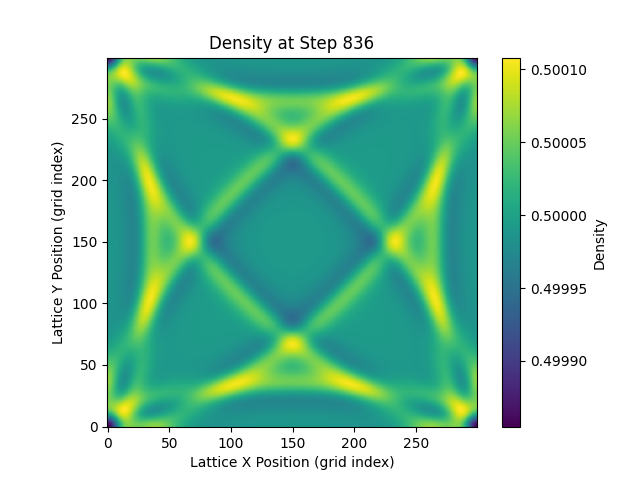 Density at Step 836
Lattice Y Position (grid index)
250
200
150
100
50
0
0 50 100 150 200 250
Lattice X Position (grid index)
0.50010
0.50005
0.50000
0.49995
0.49990
Density